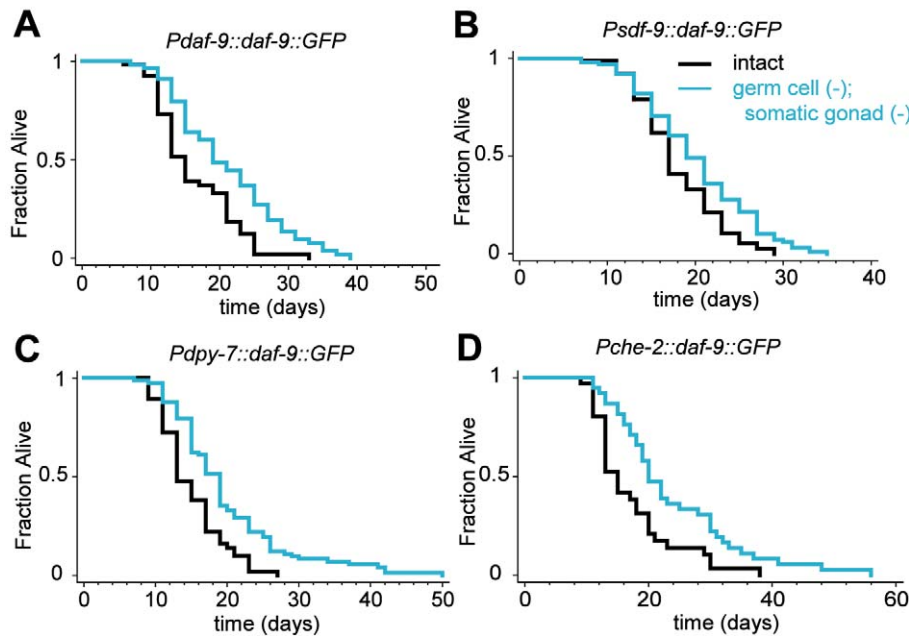 A
Pdaf-9::daf-9::GFP
1
0.5
0
Fraction Alive
0 10 20 30 40 50
time (days)
B
Psdf-9::daf-9::GFP
intact
germ cell (-);
somatic gonad (-)
1
0.5
0
Fraction Alive
0 10 20 30 40
time (days)
C
Pdpy-7::daf-9::GFP
1
0.5
0
Fraction Alive
0 10 20 30 40 50
time (days)
D
Pche-2::daf-9::GFP
1
0.5
0
Fraction Alive
0 20 40 60
time (days)